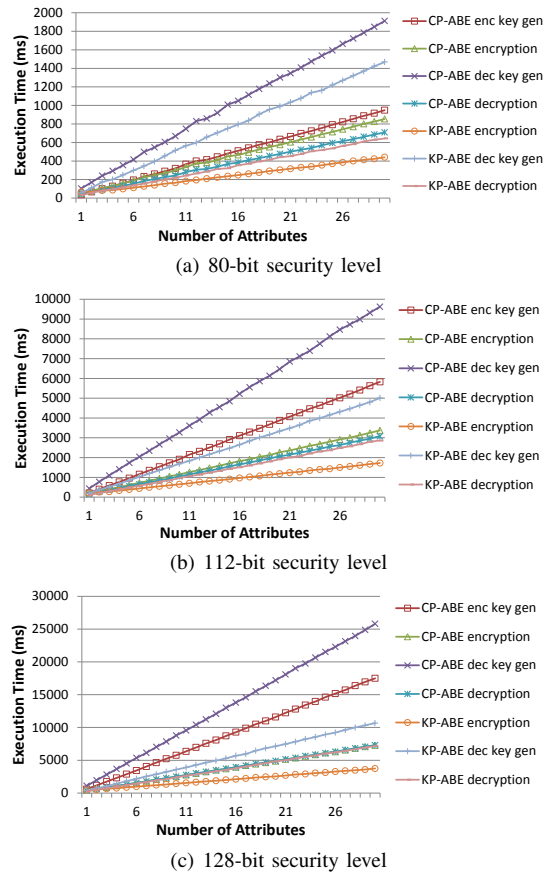 2000
1800
1600
1400
1200
1000
800
600
400
200
0
Execution Time (ms)
1 6 11 16 21 26
Number of Attributes
CP-ABE enc key gen
CP-ABE encryption
CP-ABE dec key gen
CP-ABE decryption
KP-ABE encryption
KP-ABE dec key gen
KP-ABE decryption
(a) 80-bit security level
10000
9000
8000
7000
6000
5000
4000
3000
2000
1000
0
Execution Time (ms)
1 6 11 16 21 26
Number of Attributes
CP-ABE enc key gen
CP-ABE encryption
CP-ABE dec key gen
CP-ABE decryption
KP-ABE encryption
KP-ABE dec key gen
KP-ABE decryption
(b) 112-bit security level
30000
25000
20000
15000
10000
5000
0
Execution Time (ms)
1 6 11 16 21 26
Number of Attributes
CP-ABE enc key gen
CP-ABE encryption
CP-ABE dec key gen
CP-ABE decryption
KP-ABE encryption
KP-ABE dec key gen
KP-ABE decryption
(c) 128-bit security level